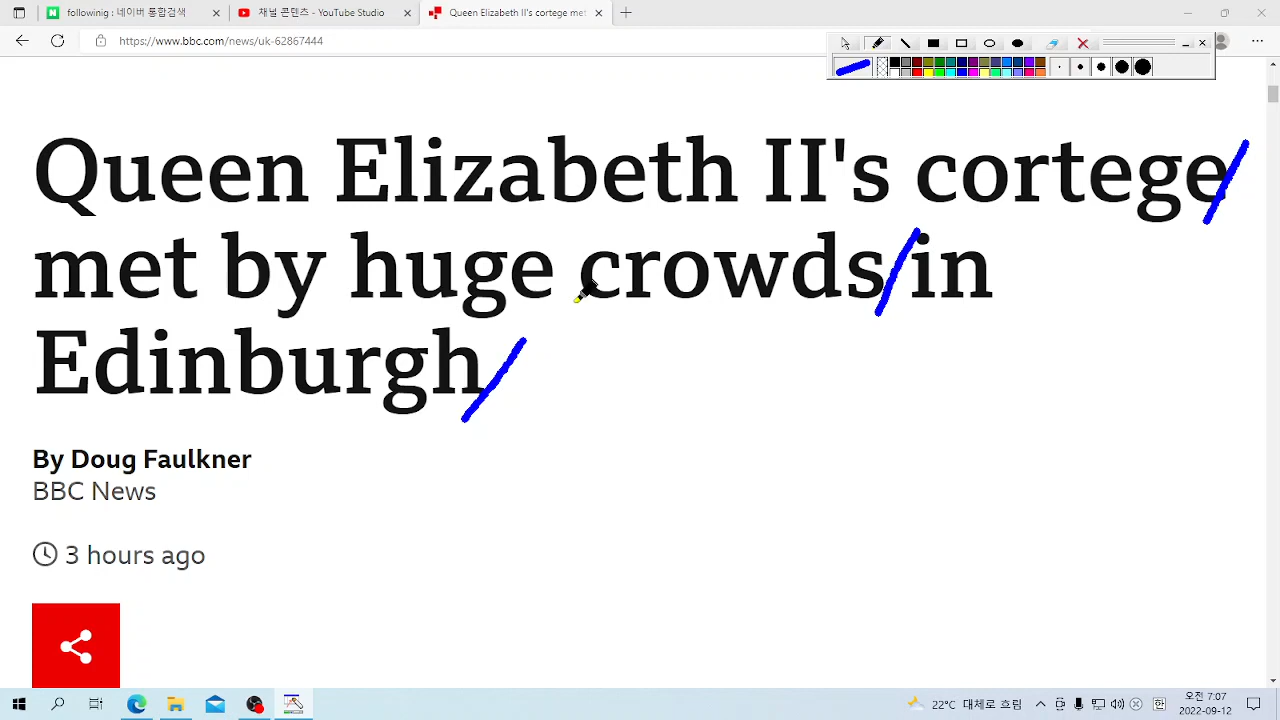 following : 네이버 통합검색
채널 콘텐츠 - YouTube Studio
Queen Elizabeth II's cortege met
https://www.bbc.com/news/uk-62867444
Queen Elizabeth II's cortege
met by huge crowds in
Edinburgh
By Doug Faulkner
BBC News
3 hours ago
22°C 대체로 흐림
오전 7:07
2022-09-12